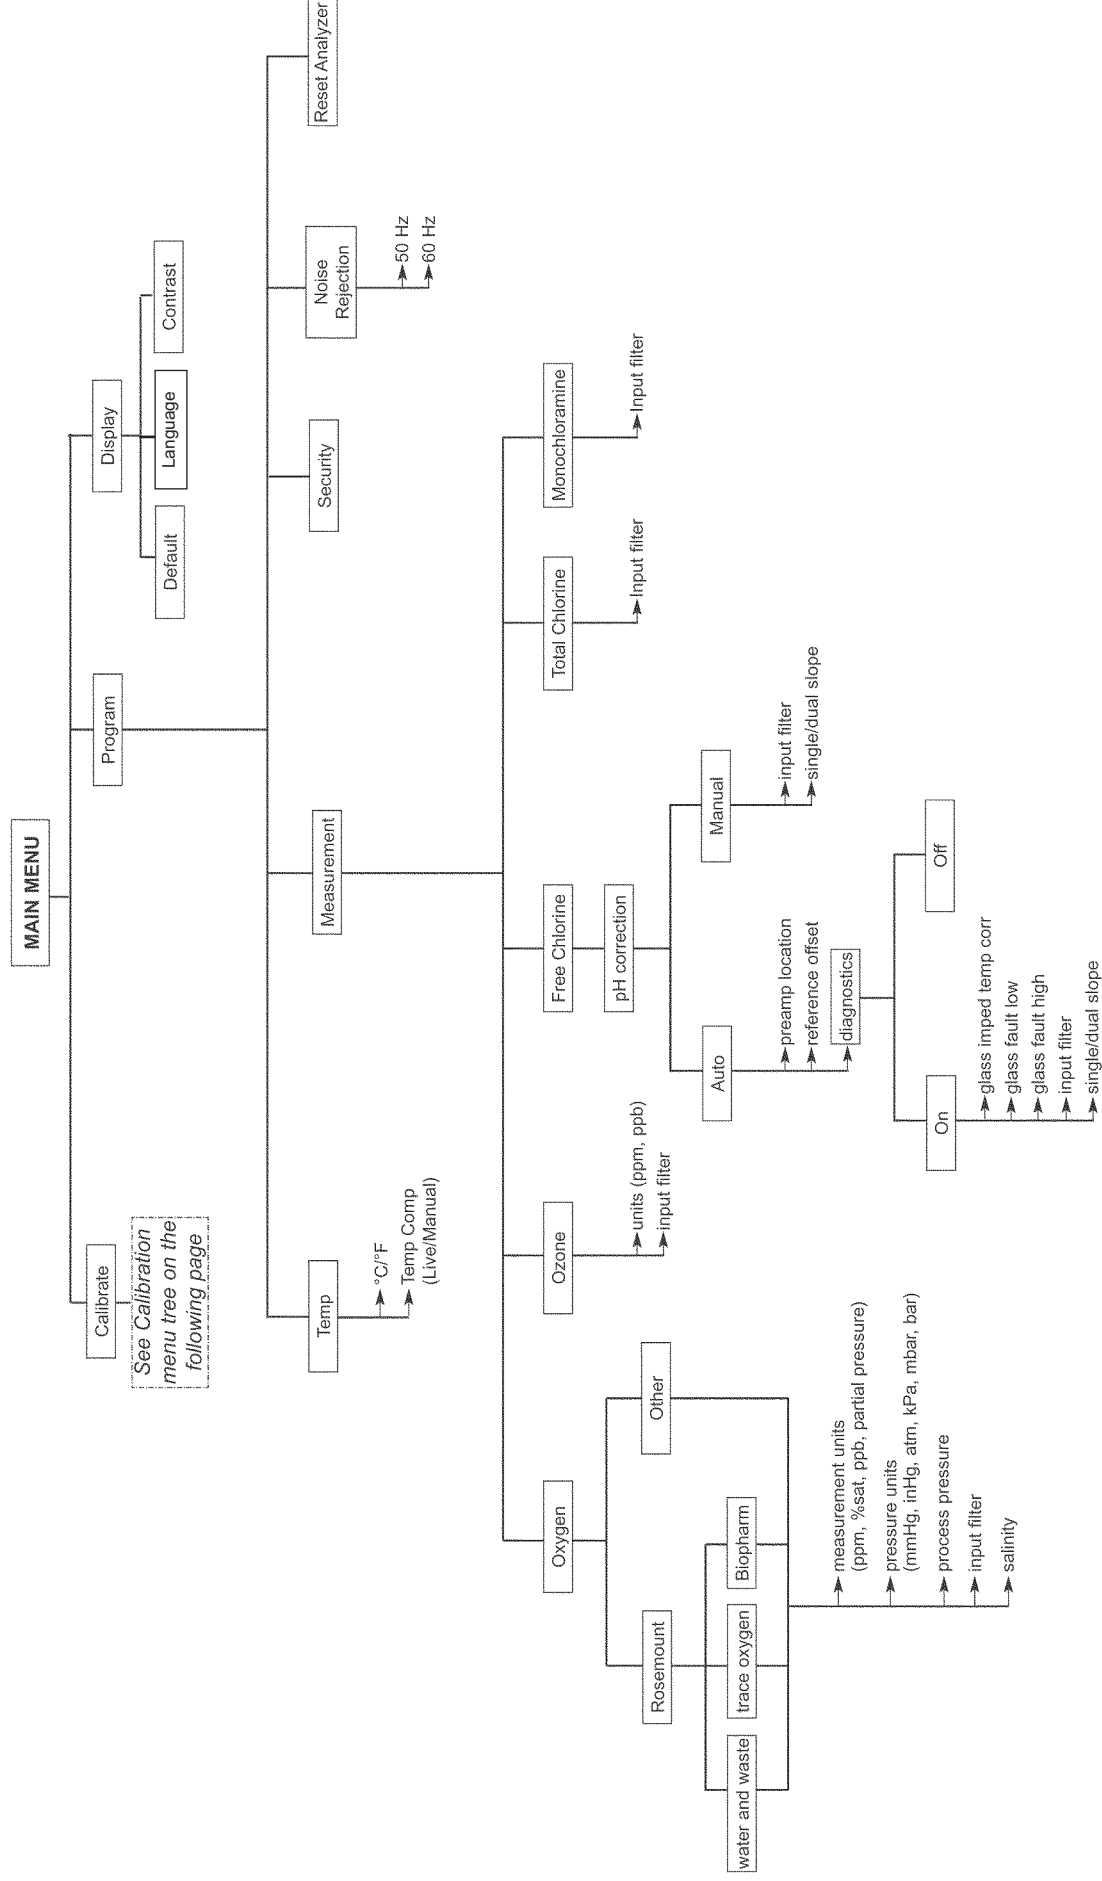 MAIN MENU
Calibrate
See Calibration
menu tree on the
following page
Program
Display
Default
Language
Contrast
Temp
°C/°F
Temp Comp
(Live/Manual)
Measurement
Security
Noise
Rejection
50 Hz
60 Hz
Reset Analyzer
Oxygen
Rosemount
Other
water and waste
trace oxygen
Biopharm
measurement units
(ppm, %sat, ppb, partial pressure)
pressure units
(mmHg, inHg, atm, kPa, mbar, bar)
process pressure
input filter
salinity
Ozone
units (ppm, ppb)
input filter
Free Chlorine
pH correction
Auto
preamp location
reference offset
diagnostics
On
glass imped temp corr
glass fault low
glass fault high
input filter
single/dual slope
Off
Manual
input filter
single/dual slope
Total Chlorine
Input filter
Monochloramine
Input filter